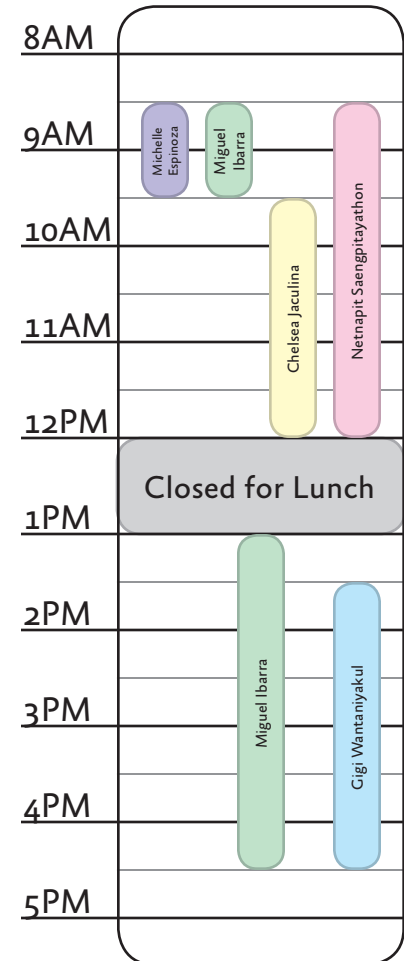 8AM
9AM
Michelle
Espinoza
Miguel
Ibarra
Netnapit Saengpitayathon
10AM
Chelsea Jaculina
11AM
12PM
Closed for Lunch
1PM
2PM
Miguel Ibarra
Gigi Wantaniyakul
3PM
4PM
5PM